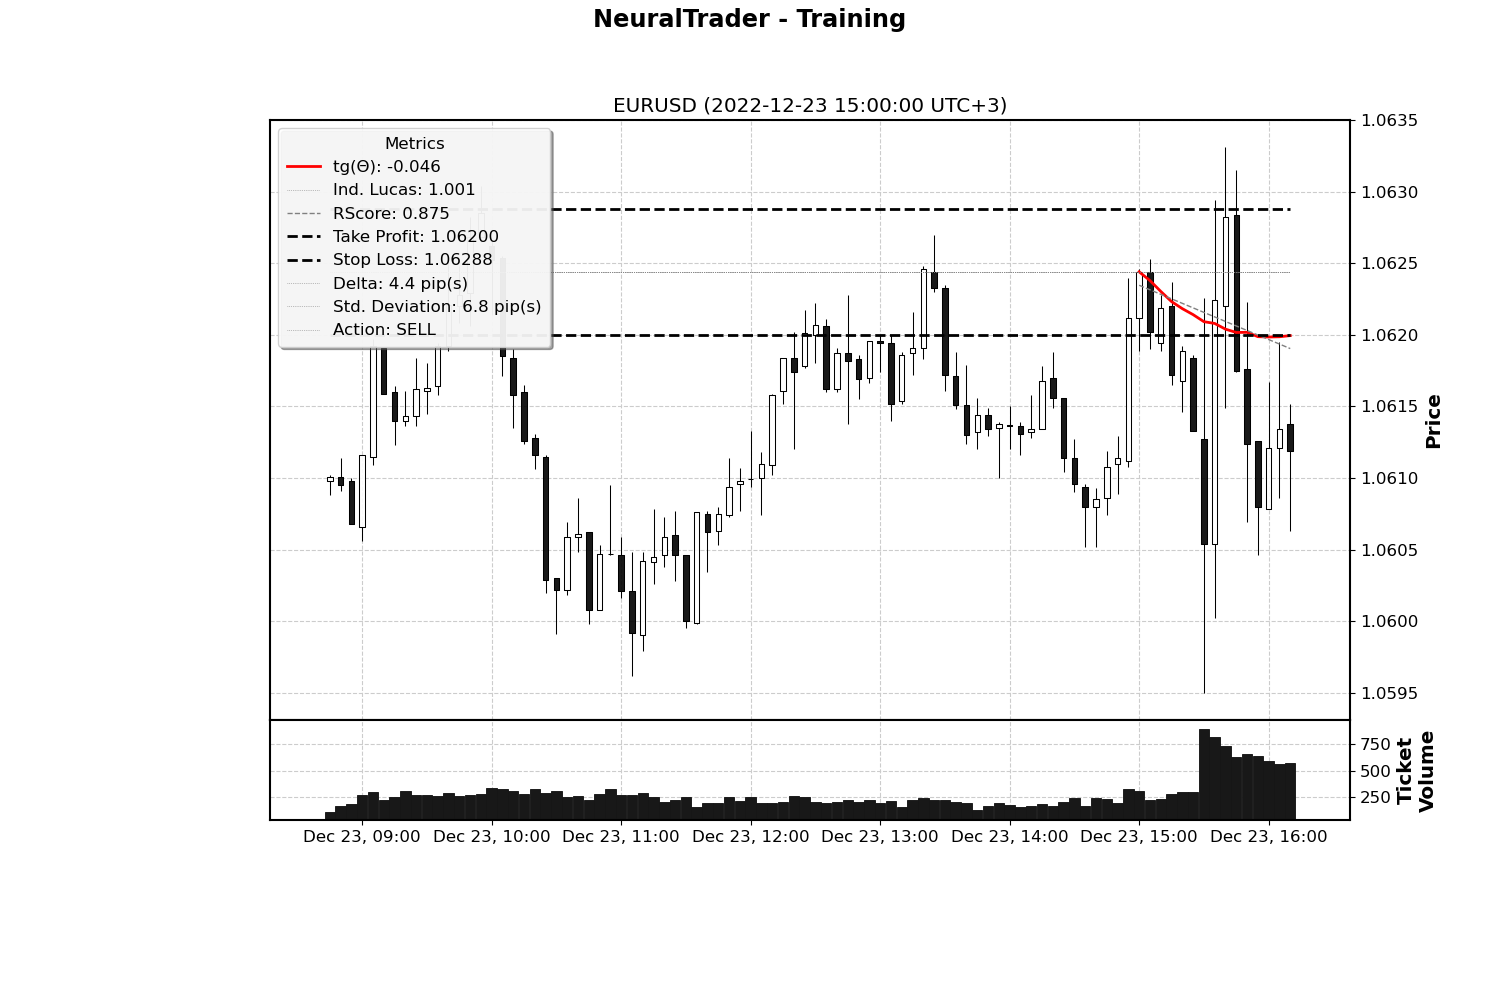 NeuralTrader - Training
EURUSD (2022-12-23 15:00:00 UTC+3)
Metrics
tg(Θ): -0.046
Ind. Lucas: 1.001
RScore: 0.875
Take Profit: 1.06200
Stop Loss: 1.06288
Delta: 4.4 pip(s)
Std. Deviation: 6.8 pip(s)
Action: SELL
1.0635
1.0630
1.0625
1.0620
1.0615
1.0610
1.0605
1.0600
1.0595
Price
750
500
250
Ticket
Volume
Dec 23, 09:00 Dec 23, 10:00 Dec 23, 11:00 Dec 23, 12:00 Dec 23, 13:00 Dec 23, 14:00 Dec 23, 15:00 Dec 23, 16:00